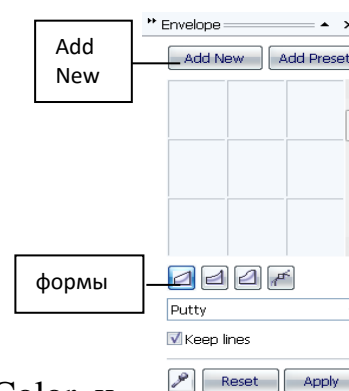 Envelope
Add New
Add New
Add Preset
формы
Putty
Keep lines
Reset
Apply